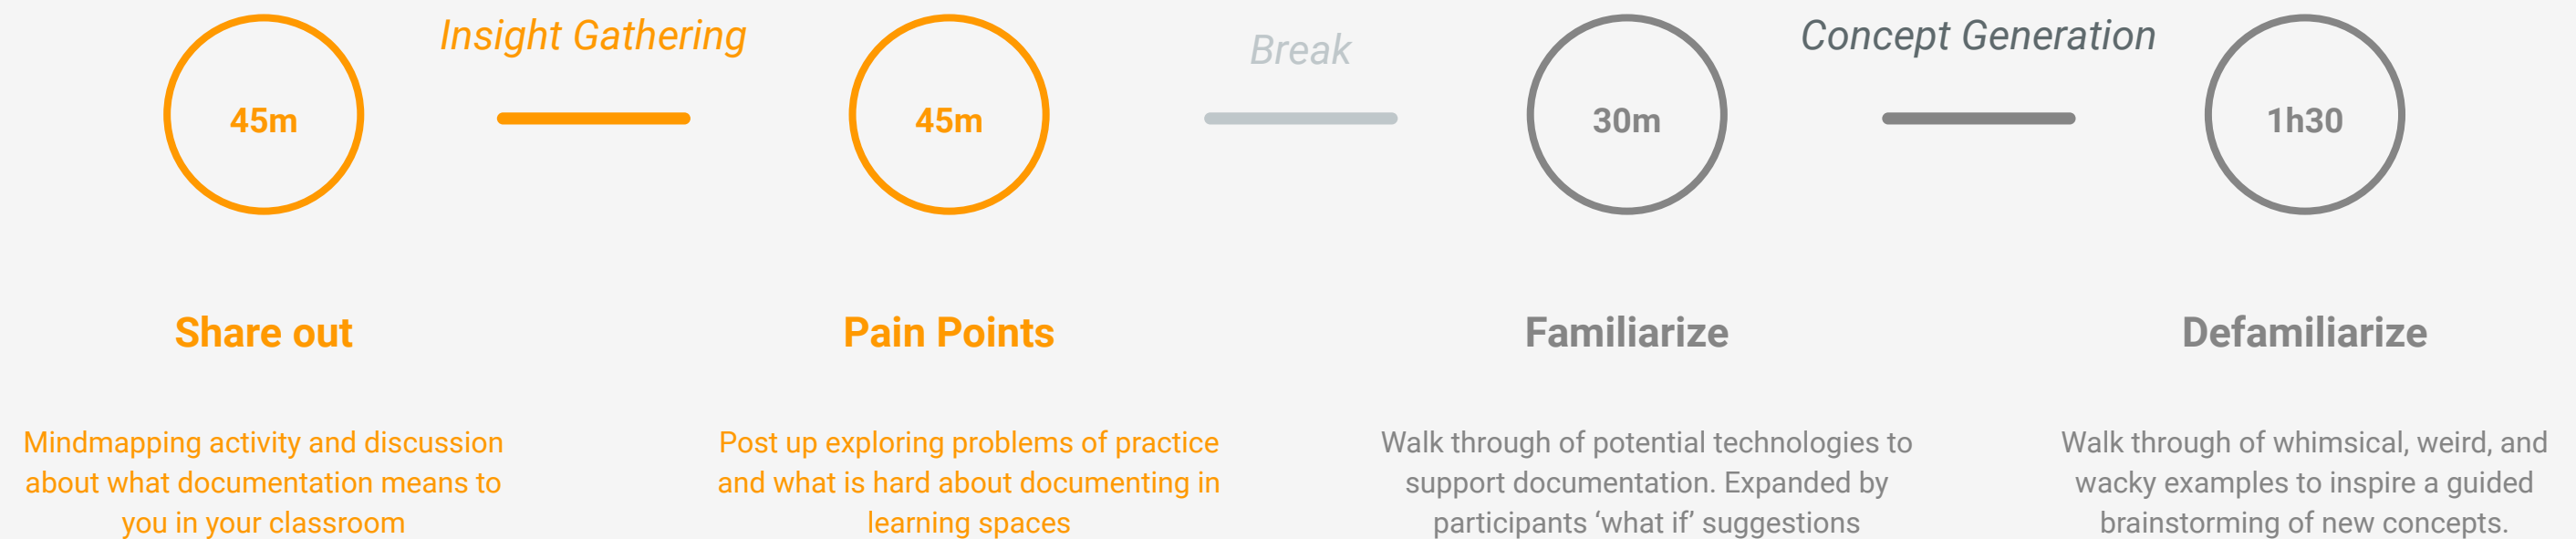 Insight Gathering
Break
Concept Generation
45m
45m
30m
1h30
Share out
Pain Points
Familiarize
Defamiliarize
Mindmapping activity and discussion
about what documentation means to
you in your classroom
Post up exploring problems of practice
and what is hard about documenting in
learning spaces
Walk through of potential technologies to
support documentation. Expanded by
participants ‘what if’ suggestions
Walk through of whimsical, weird, and
wacky examples to inspire a guided
brainstorming of new concepts.